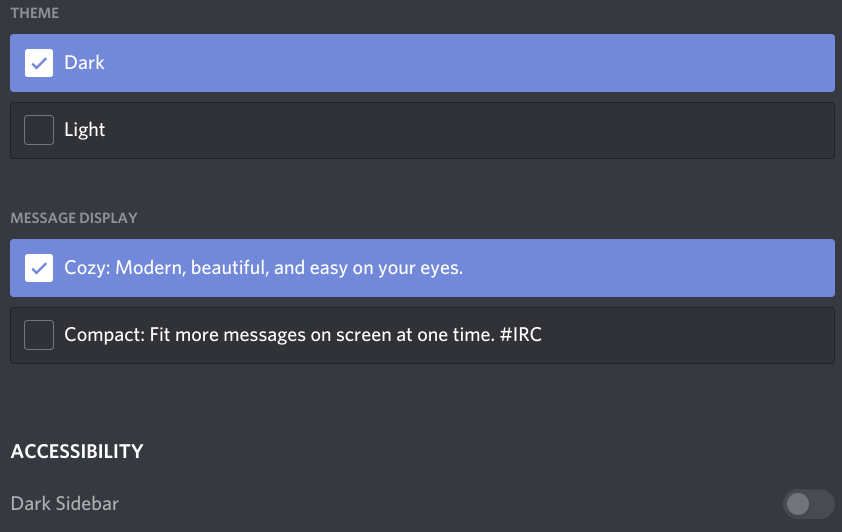 THEME
Dark
Light
MESSAGE DISPLAY
Cozy: Modern, beautiful, and easy on your eyes.
Compact: Fit more messages on screen at one time. #IRC
ACCESSIBILITY
Dark Sidebar